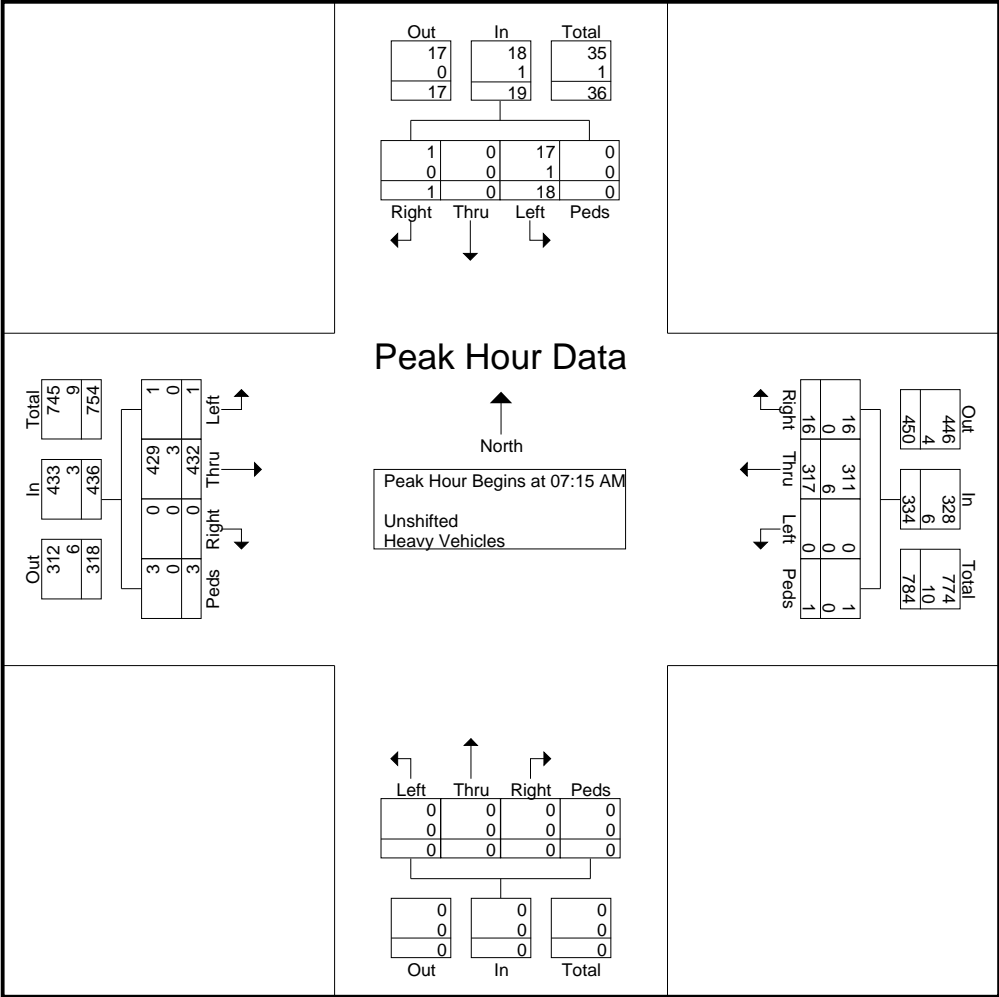 Out In Total
17 18 35
0 1 1
17 19 36
1 0 17 0
0 0 1 0
1 0 18 0
Right Thru Left Peds
Peak Hour Data
North
Peak Hour Begins at 07:15 AM
Unshifted
Heavy Vehicles
Out In Total
312 433 745
6 3 9
318 436 754
Peds Right Thru Left
3 0 429 1
0 0 3 0
3 0 432 1
Out In Total
446 328 774
4 6 10
450 334 784
16 311 0 1
0 6 0 0
16 317 0 1
Right Thru Left Peds
Left Thru Right Peds
0 0 0 0
0 0 0 0
0 0 0 0
0 0 0
0 0 0
0 0 0
Out In Total